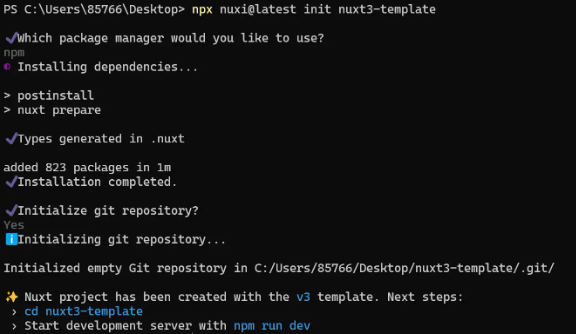 PS C:\Users\85766\Desktop> npx nuxi@latest init nuxt3-template
✔Which package manager would you like to use?
npm
◐ Installing dependencies...
> postinstall
> nuxt prepare
✔Types generated in .nuxt
added 823 packages in 1m
✔Installation completed.
✔Initialize git repository?
Yes
ℹInitializing git repository...
Initialized empty Git repository in C:/Users/85766/Desktop/nuxt3-template/.git/
✨ Nuxt project has been created with the v3 template. Next steps:
› cd nuxt3-template
› Start development server with npm run dev